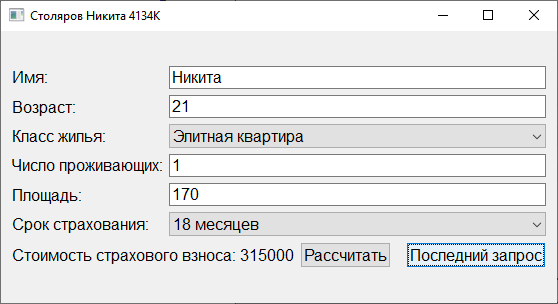 Столяров Никита 4134К
Имя: Никита
Возраст: 21
Класс жилья: Элитная квартира
Число проживающих: 1
Площадь: 170
Срок страхования: 18 месяцев
Стоимость страхового взноса: 315000 Рассчитать Последний запрос